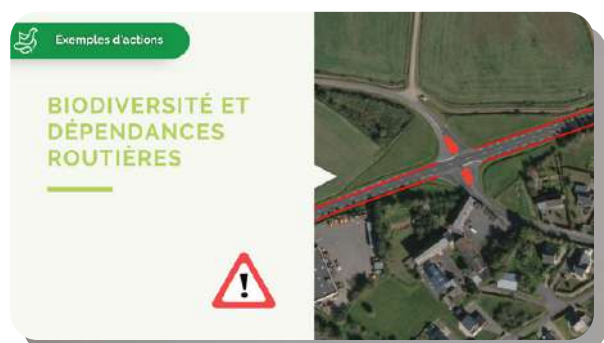 Exemples d'actions
BIODIVERSITÉ ET
DÉPENDANCES
ROUTIÈRES
!